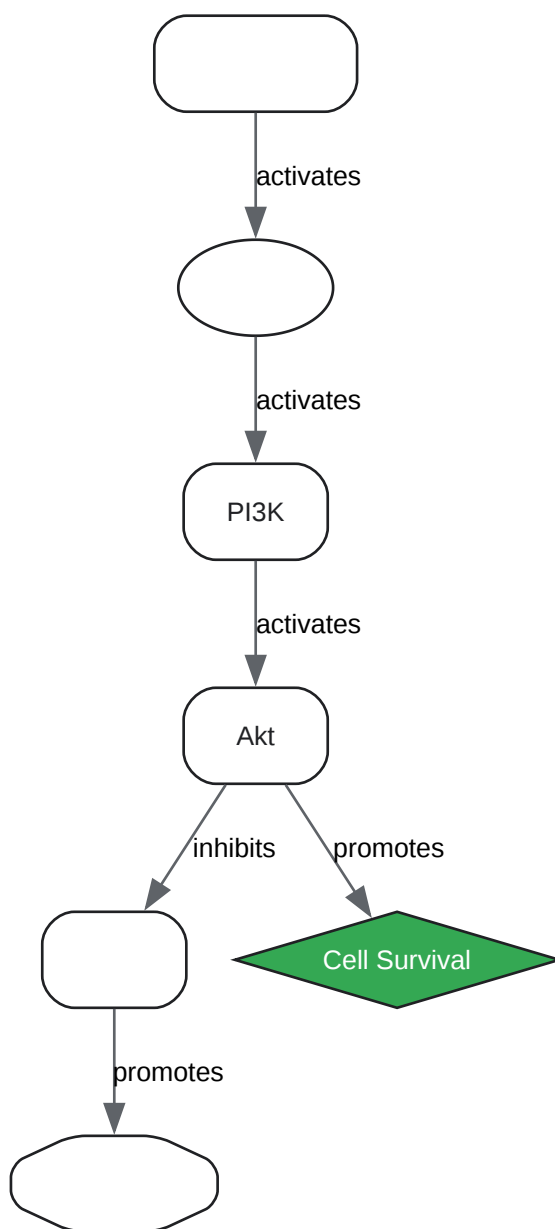 activates
activates
PI3K
activates
Akt
inhibits
promotes
Cell Survival
promotes